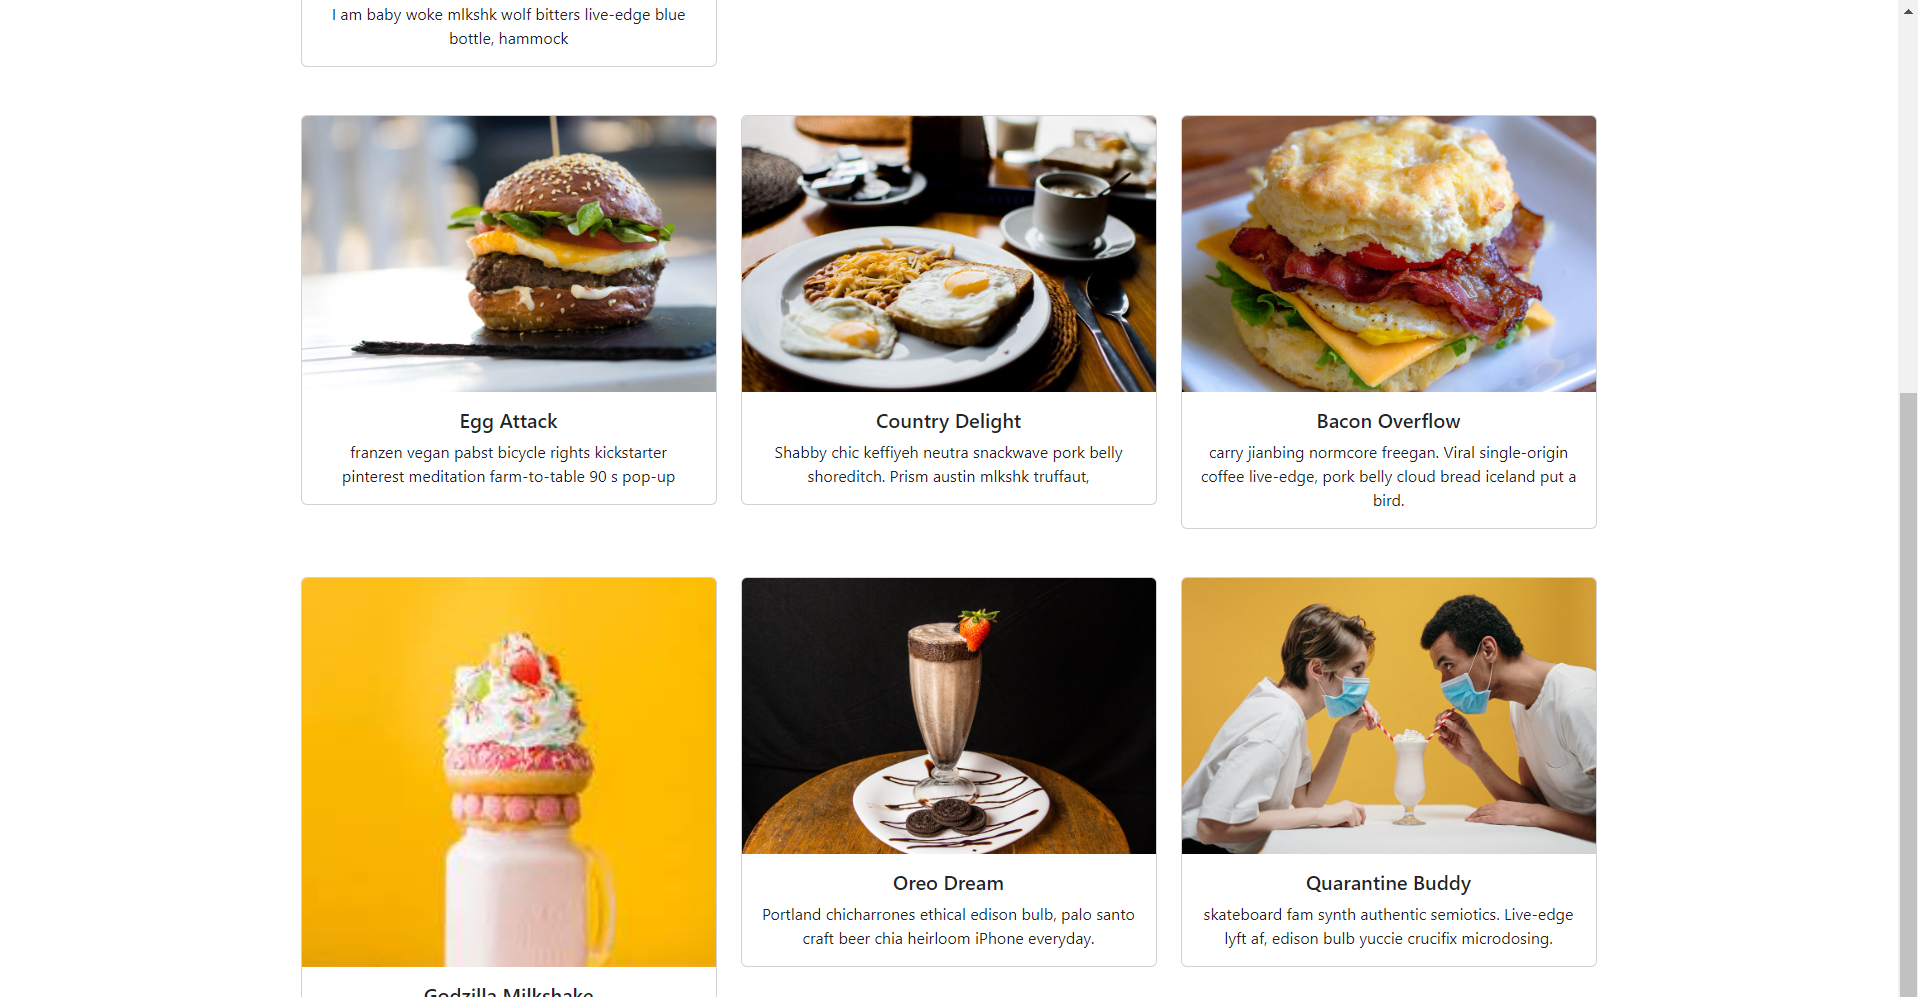 I am baby woke mlkshk wolf bitters live-edge blue
bottle, hammock
Egg Attack
franzen vegan pabst bicycle rights kickstarter
pinterest meditation farm-to-table 90 s pop-up
Country Delight
Shabby chic keffiyeh neutra snackwave pork belly
shoreditch. Prism austin mlkshk truffaut,
Bacon Overflow
carry jianbing normcore freegan. Viral single-origin
coffee live-edge, pork belly cloud bread iceland put a
bird.
Godzilla Milkshake
Oreo Dream
Portland chicharrones ethical edison bulb, palo santo
craft beer chia heirloom iPhone everyday.
Quarantine Buddy
skateboard fam synth authentic semiotics. Live-edge
lyft af, edison bulb yuccie crucifix microdosing.